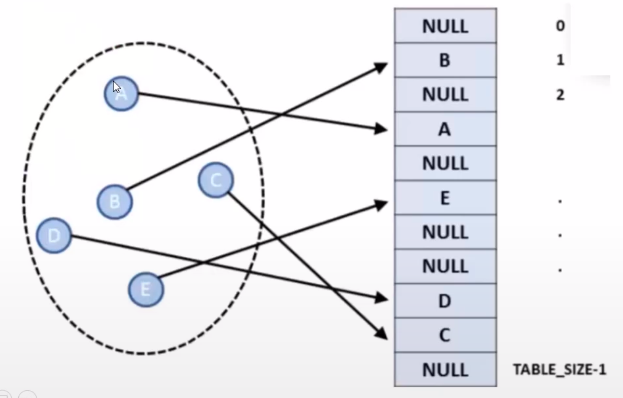 A
B
C
D
E
NULL 0
B 1
NULL 2
A
NULL
E .
NULL .
NULL .
D
C
NULL TABLE_SIZE-1